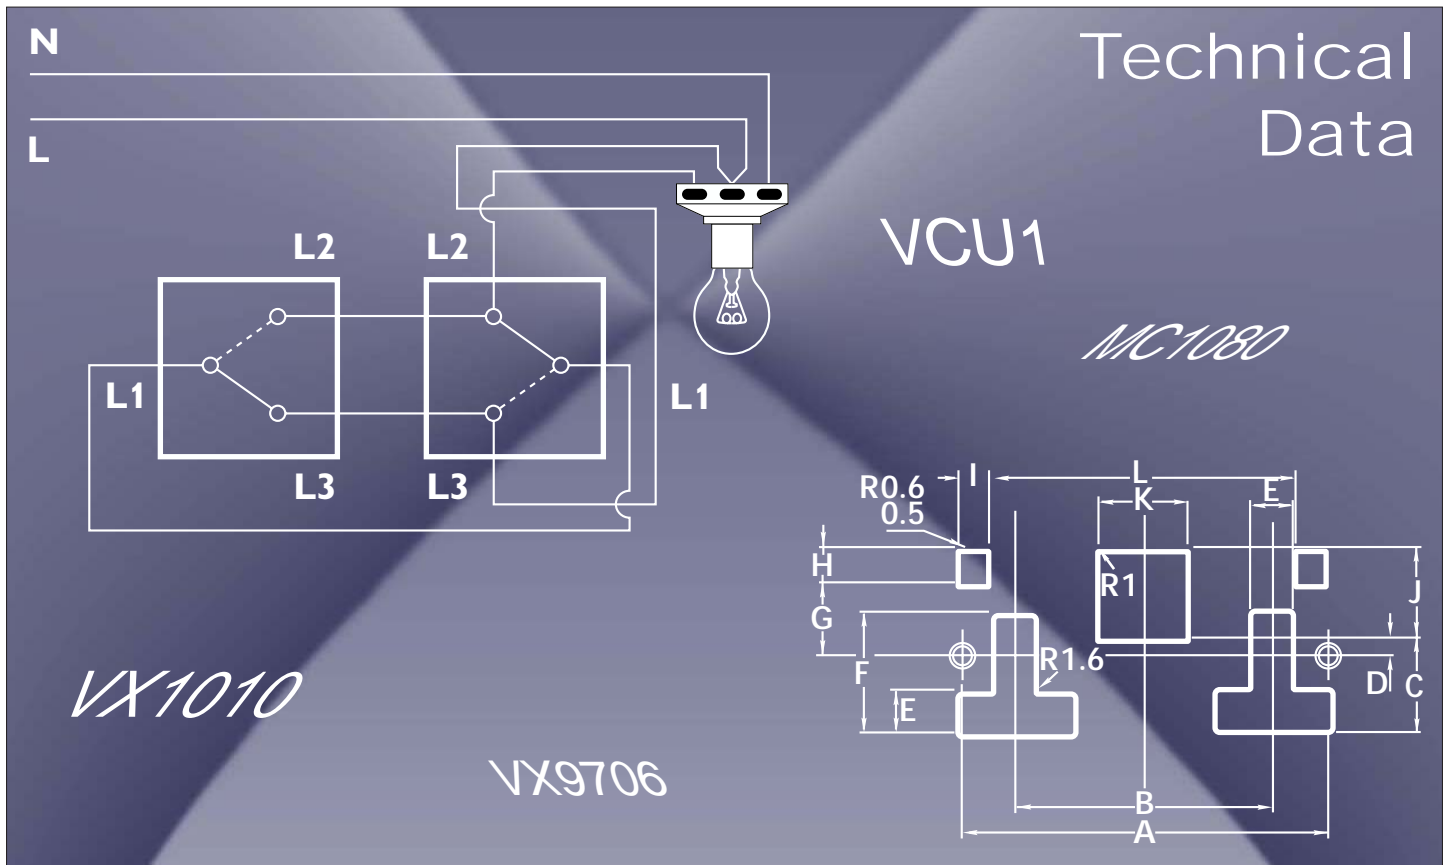 N
Technical
Data
L
VCU1
L2
L2
MC1080
L1
L1
L3
L3
R0.6
0.5
I
L
K
E
H
R1
J
G
F
R1.6
D
C
E
VX1010
VX9706
B
A